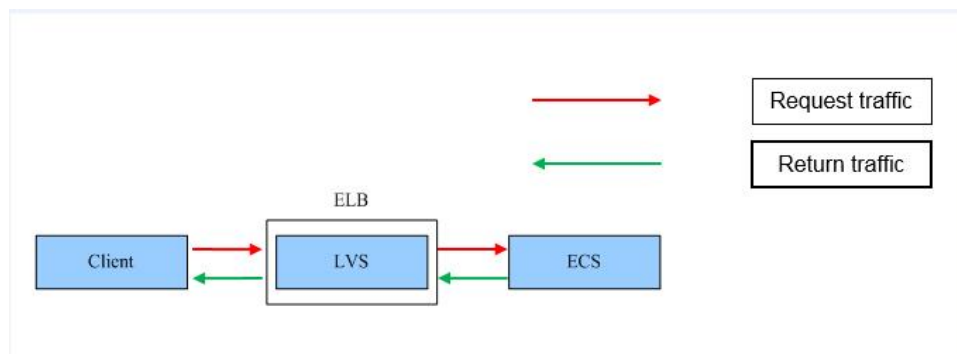 Request traffic
Return traffic
ELB
Client
LVS
ECS